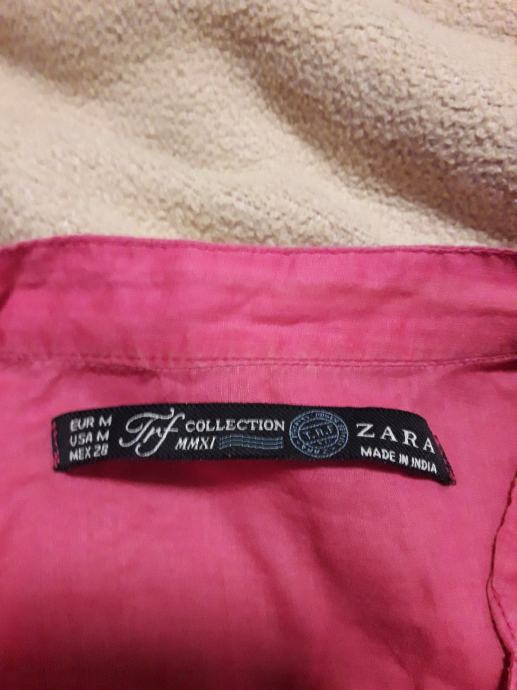 EUR M
USA M
MEX 28
Trf COLLECTION
MMXI
T.R.F
ZARA
MADE IN INDIA